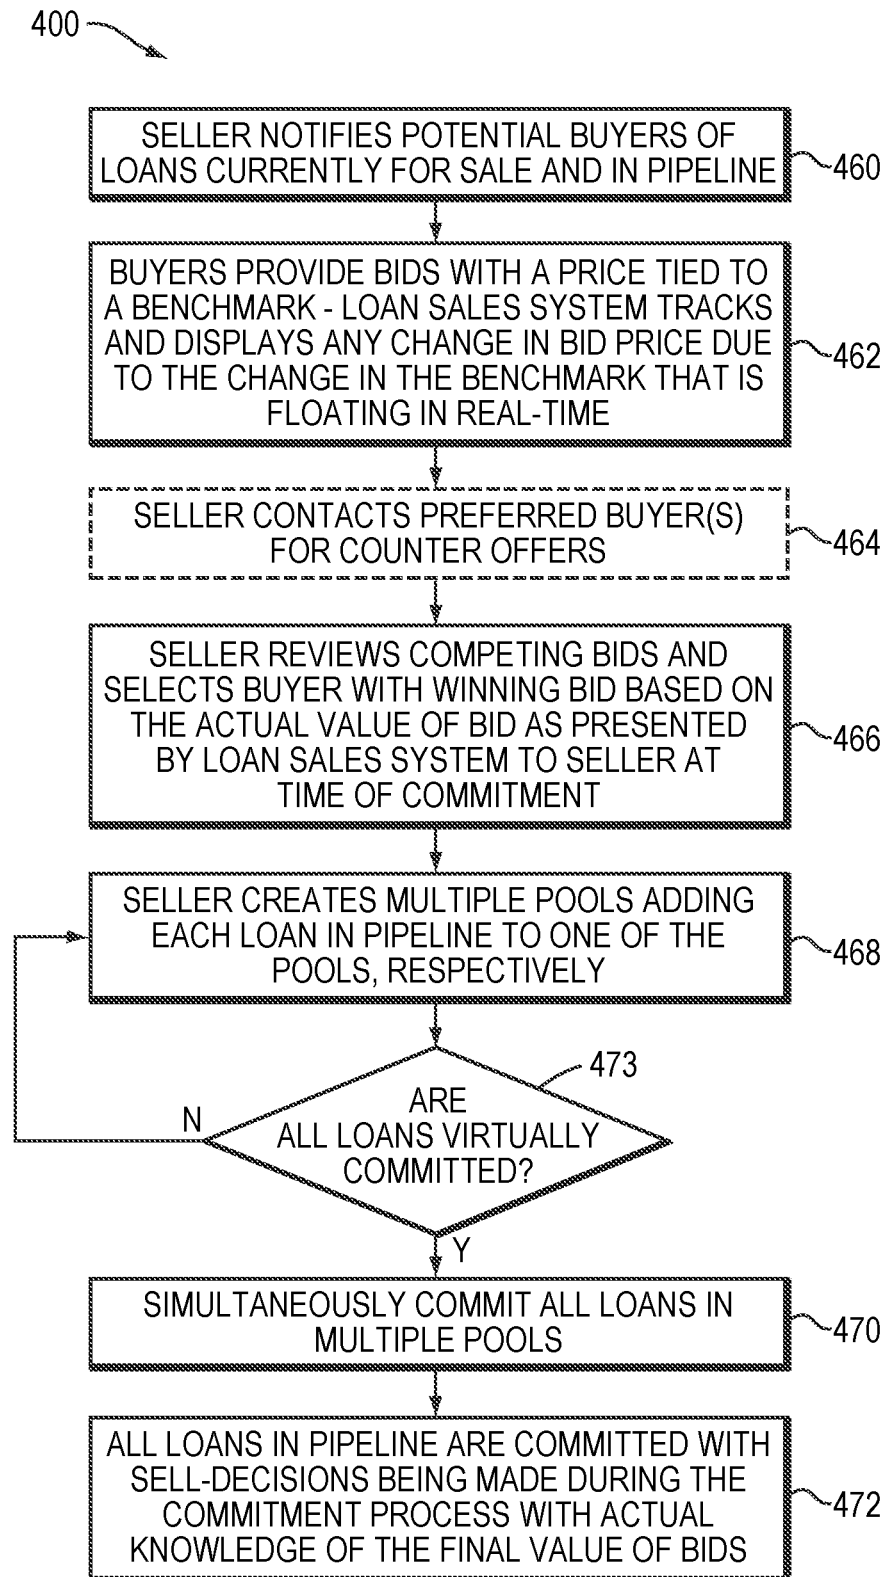 400
SELLER NOTIFIES POTENTIAL BUYERS OF
LOANS CURRENTLY FOR SALE AND IN PIPELINE
460
BUYERS PROVIDE BIDS WITH A PRICE TIED TO
A BENCHMARK - LOAN SALES SYSTEM TRACKS
AND DISPLAYS ANY CHANGE IN BID PRICE DUE
TO THE CHANGE IN THE BENCHMARK THAT IS
FLOATING IN REAL-TIME
462
SELLER CONTACTS PREFERRED BUYER(S)
FOR COUNTER OFFERS
464
SELLER REVIEWS COMPETING BIDS AND
SELECTS BUYER WITH WINNING BID BASED ON
THE ACTUAL VALUE OF BID AS PRESENTED
BY LOAN SALES SYSTEM TO SELLER AT
TIME OF COMMITMENT
466
SELLER CREATES MULTIPLE POOLS ADDING
EACH LOAN IN PIPELINE TO ONE OF THE
POOLS, RESPECTIVELY
468
473
ARE
ALL LOANS VIRTUALLY
COMMITTED?
N
Y
SIMULTANEOUSLY COMMIT ALL LOANS IN
MULTIPLE POOLS
470
ALL LOANS IN PIPELINE ARE COMMITTED WITH
SELL-DECISIONS BEING MADE DURING THE
COMMITMENT PROCESS WITH ACTUAL
KNOWLEDGE OF THE FINAL VALUE OF BIDS
472